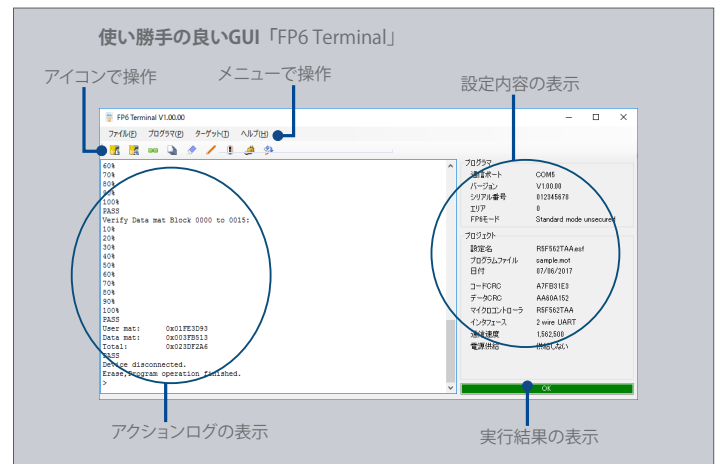 使い勝手の良いGUI「FP6 Terminal」
アイコンで操作
メニューで操作
設定内容の表示
FP6 Terminal V1.00.00
ファイル(F) プログラマ(P) ターゲット(T) ヘルプ(H)
60%
70%
80%
90%
100%
PASS
Verify Data mat Block 0000 to 0015:
10%
20%
30%
40%
50%
60%
70%
80%
90%
100%
PASS
User mat: 0x01FE3D93
Data mat: 0x003FB513
Total: 0x023DF2A6
PASS
Device disconnected.
Erase,Program operation finished.
>
プログラマ
通信ポート COM5
バージョン V1.00.00
シリアル番号 012345678
エリア 0
FP6モード Standard mode unsecured
プロジェクト
設定名 R5F562TAA.esf
プログラムファイル sample.mot
日付 07/06/2017
コードCRC A7FB31E3
データCRC AA60A152
マイクロコントローラ R5F562TAA
インタフェース 2 wire UART
通信速度 1,562,500
電源供給 供給しない
OK
アクションログの表示
実行結果の表示